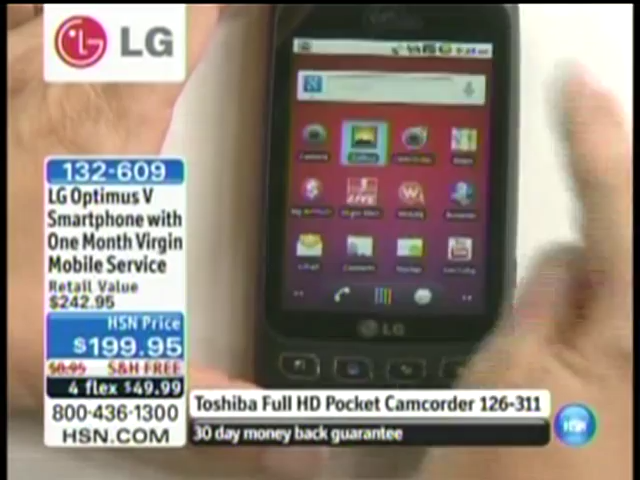 LG
132-609
LG Optimus V
Smartphone with
One Month Virgin
Mobile Service
Retail Value
$242.95
HSN Price
$199.95
$8.95 S&H FREE
4 flex $49.99
800-436-1300
HSN.COM
LG
Toshiba Full HD Pocket Camcorder 126-311
30 day money back guarantee
HSN